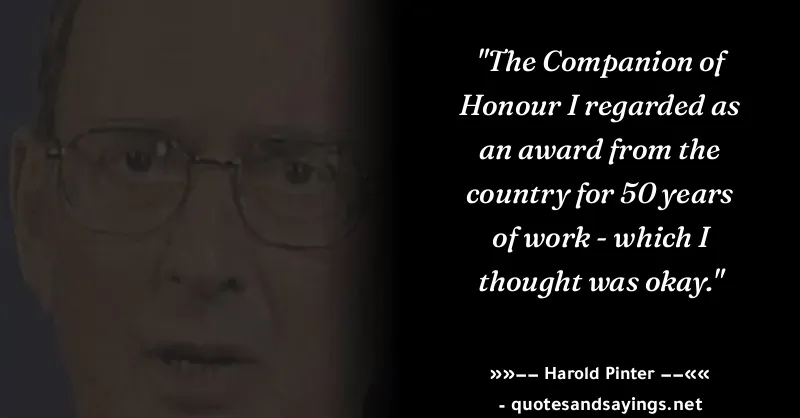 "The Companion of
Honour I regarded as
an award from the
country for 50 years
of work - which I
thought was okay."
»»–– Harold Pinter ––««
- quotesandsayings.net